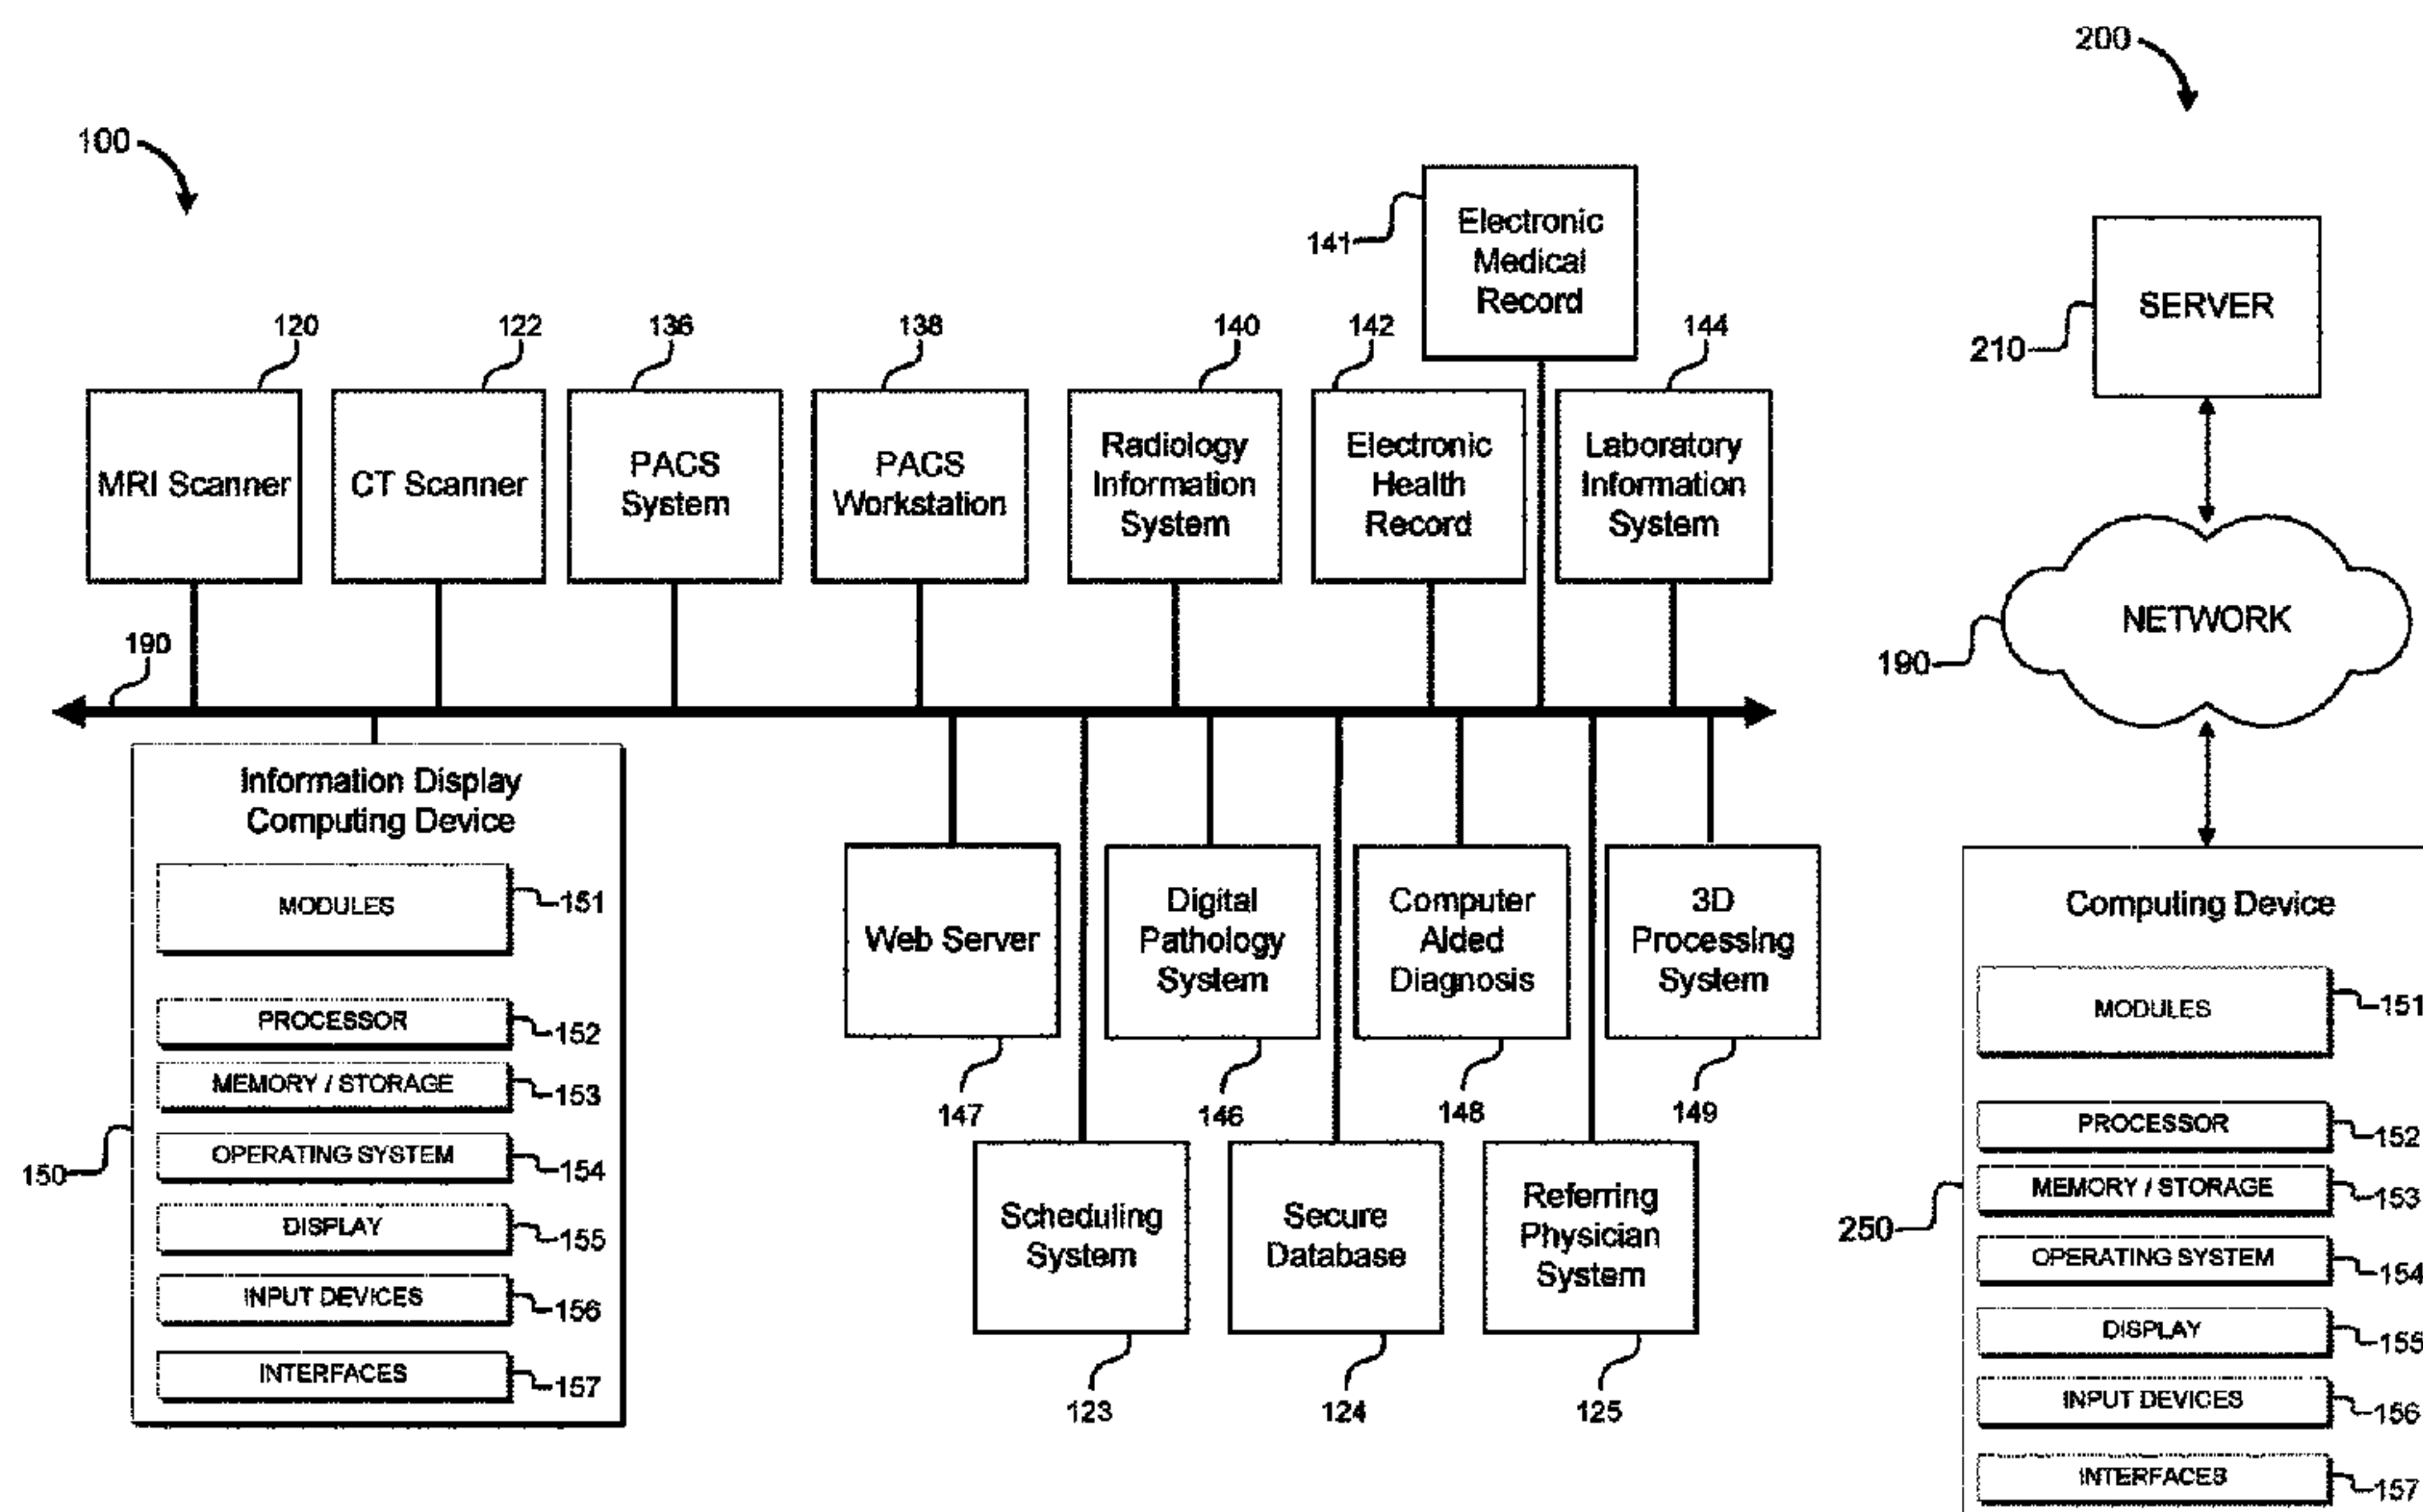 100
200
141
Electronic
Medical
Record
210
SERVER
120
122
136
138
140
142
144
MRI Scanner
CT Scanner
PACS
System
PACS
Workstation
Radiology
Information
System
Electronic
Health
Record
Laboratory
Information
System
190
NETWORK
190
Information Display
Computing Device
MODULES
151
PROCESSOR
152
MEMORY / STORAGE
153
OPERATING SYSTEM
154
DISPLAY
155
INPUT DEVICES
156
INTERFACES
157
150
Web Server
Digital
Pathology
System
Computer
Aided
Diagnosis
3D
Processing
System
147
146
148
149
Scheduling
System
Secure
Database
Referring
Physician
System
123
124
125
Computing Device
MODULES
151
PROCESSOR
152
MEMORY / STORAGE
153
OPERATING SYSTEM
154
DISPLAY
155
INPUT DEVICES
156
INTERFACES
157
250